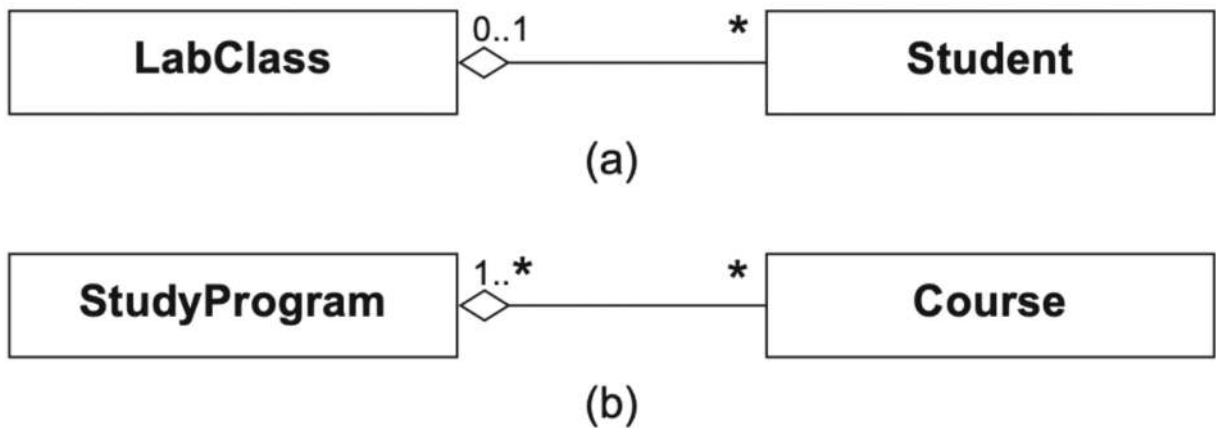 0..1 *
LabClass Student
(a)
1..* *
StudyProgram Course
(b)